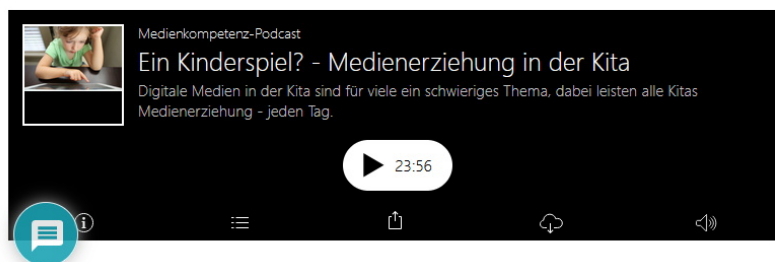 Medienkompetenz-Podcast
Ein Kinderspiel? - Medienerziehung in der Kita
Digitale Medien in der Kita sind für viele ein schwieriges Thema, dabei leisten alle Kitas
Medienerziehung - jeden Tag.
23:56